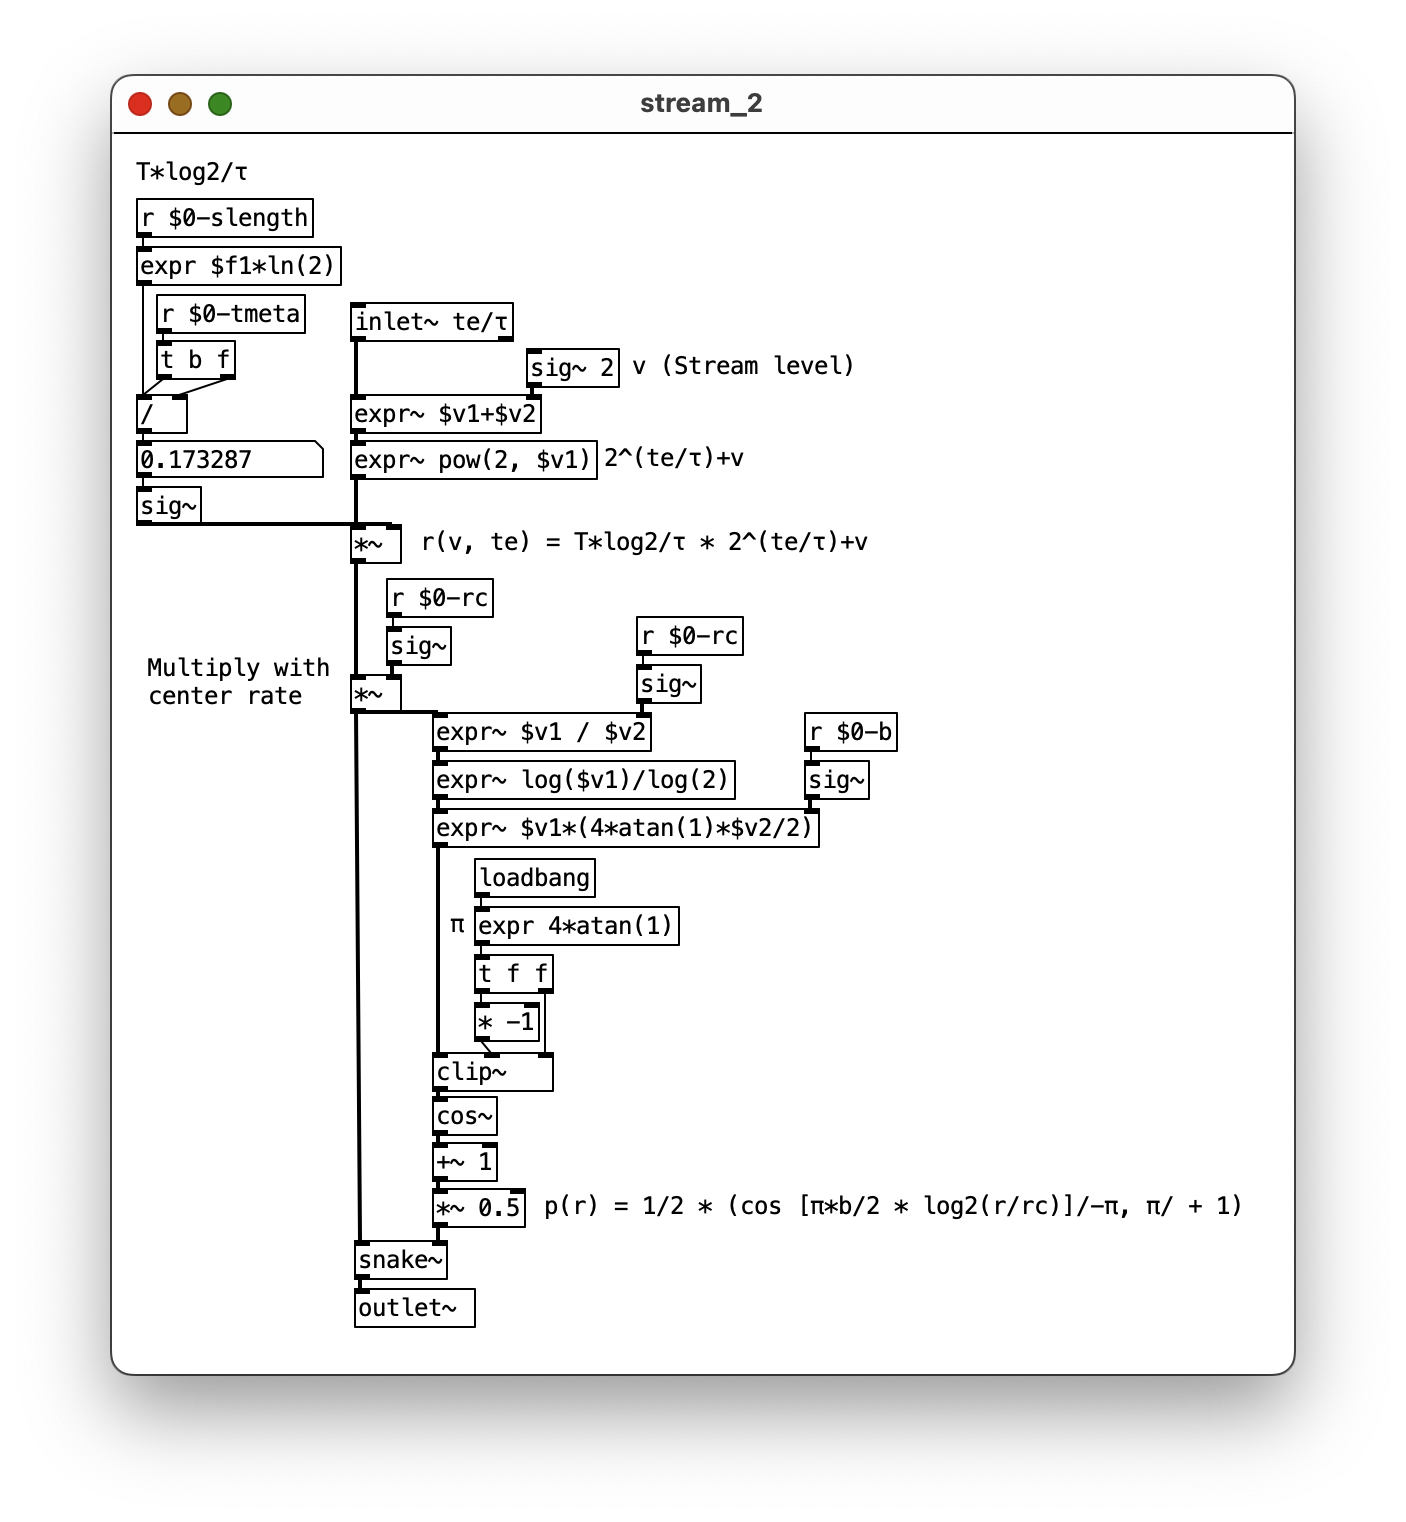 stream_2
T*log2/τ
r $0-slength
expr $f1*ln(2)
r $0-tmeta
t b f
/
0.173287
sig~
inlet~ te/τ
sig~ 2
v (Stream level)
expr~ $v1+$v2
expr~ pow(2, $v1)
2^(te/τ)+v
*~
r(v, te) = T*log2/τ * 2^(te/τ)+v
r $0-rc
sig~
Multiply with
center rate
*~
r $0-rc
sig~
expr~ $v1 / $v2
r $0-b
expr~ log($v1)/log(2)
sig~
expr~ $v1*(4*atan(1)*$v2/2)
loadbang
π
expr 4*atan(1)
t f f
* -1
clip~
cos~
+~ 1
*~ 0.5
p(r) = 1/2 * (cos [π*b/2 * log2(r/rc)]/-π, π/ + 1)
snake~
outlet~